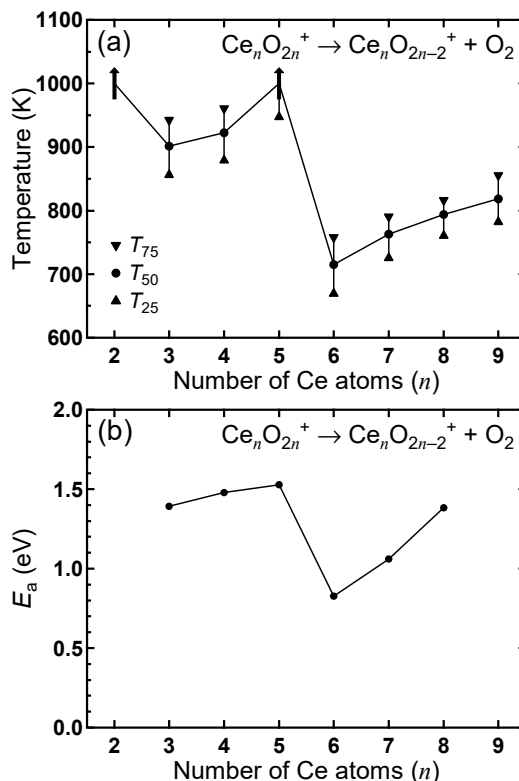 (a) CeₙO₂ₙ⁺ → CeₙO₂ₙ₋₂⁺ + O₂
1100
1000
900
800
700
600
Temperature (K)
▼ T₇₅
● T₅₀
▲ T₂₅
2 3 4 5 6 7 8 9
Number of Ce atoms (n)
(b) CeₙO₂ₙ⁺ → CeₙO₂ₙ₋₂⁺ + O₂
2.0
1.5
1.0
0.5
0.0
Eₐ (eV)
2 3 4 5 6 7 8 9
Number of Ce atoms (n)